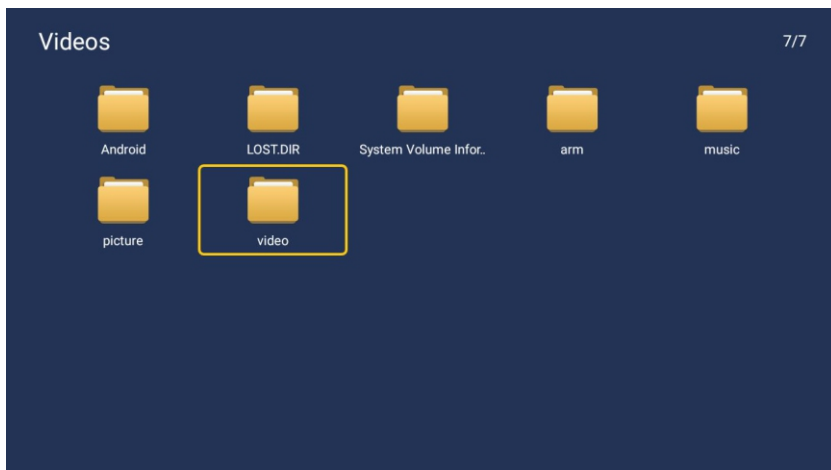 Videos
7/7
Android
LOST.DIR
System Volume Infor..
arm
music
picture
video